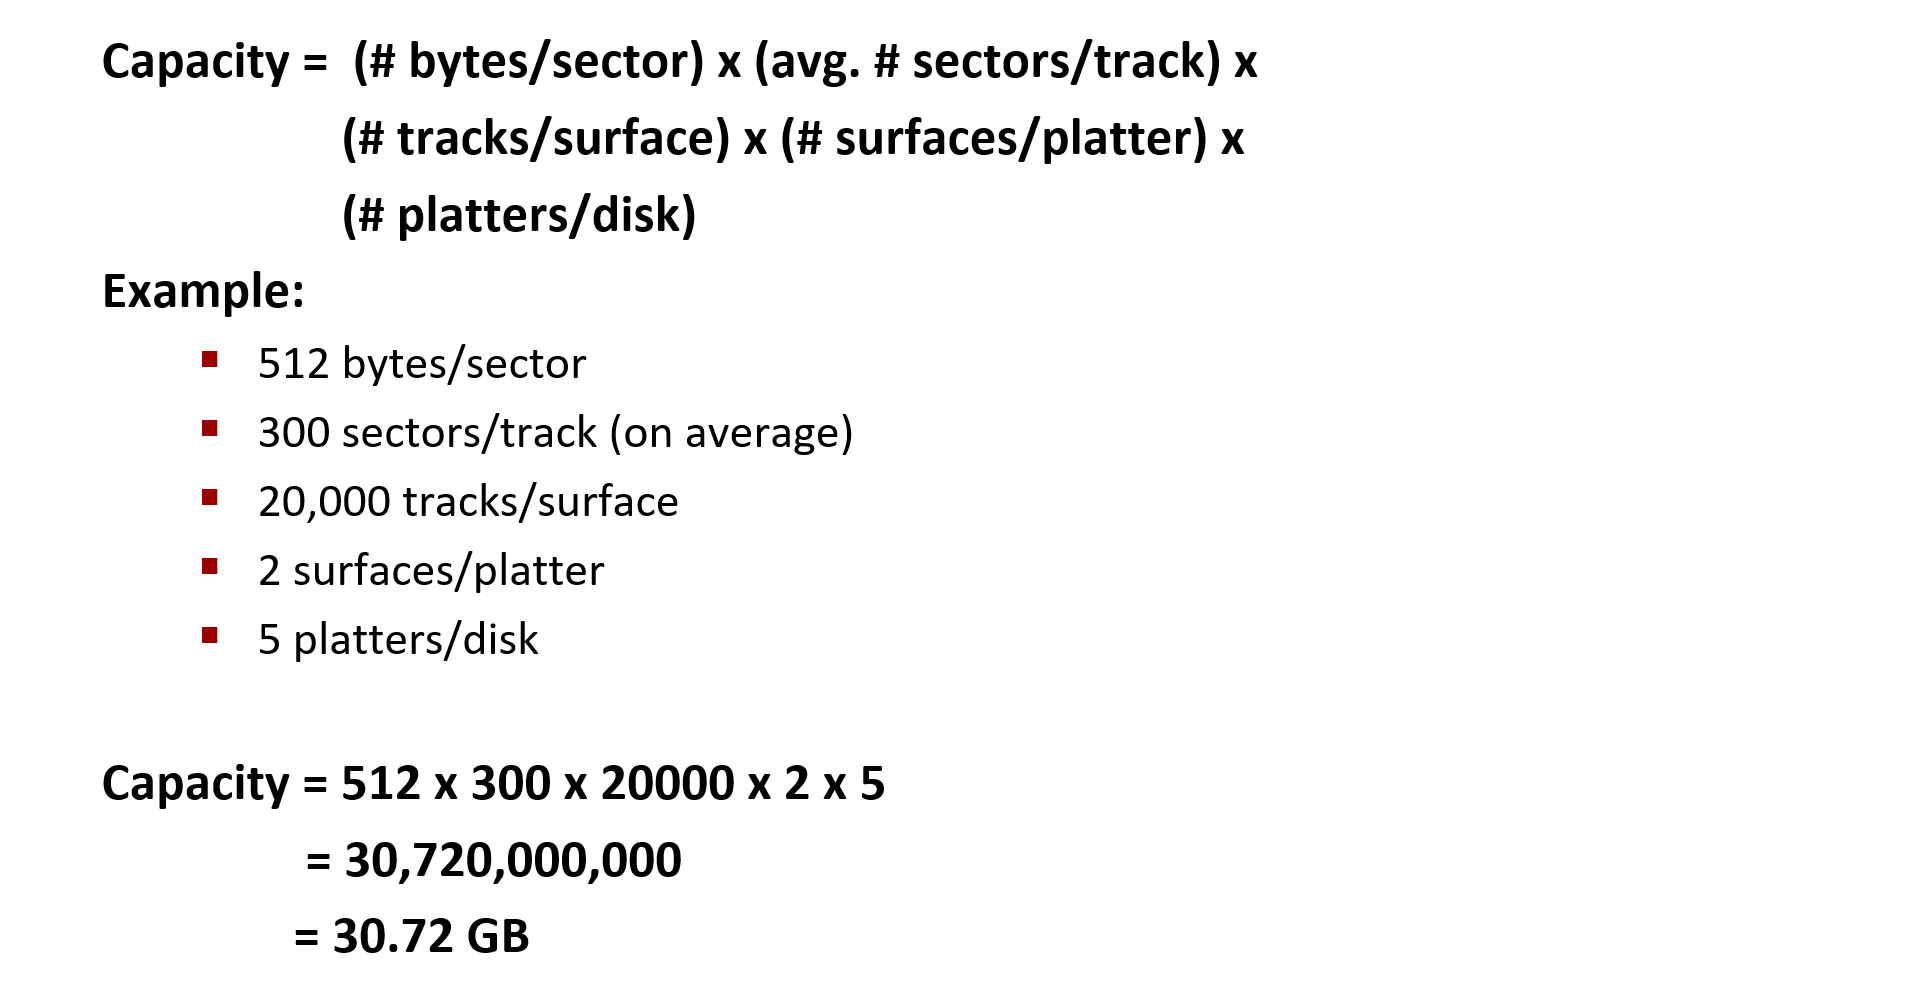 Capacity = (# bytes/sector) x (avg. # sectors/track) x
(# tracks/surface) x (# surfaces/platter) x
(# platters/disk)
Example:
▪ 512 bytes/sector
▪ 300 sectors/track (on average)
▪ 20,000 tracks/surface
▪ 2 surfaces/platter
▪ 5 platters/disk
Capacity = 512 x 300 x 20000 x 2 x 5
= 30,720,000,000
= 30.72 GB